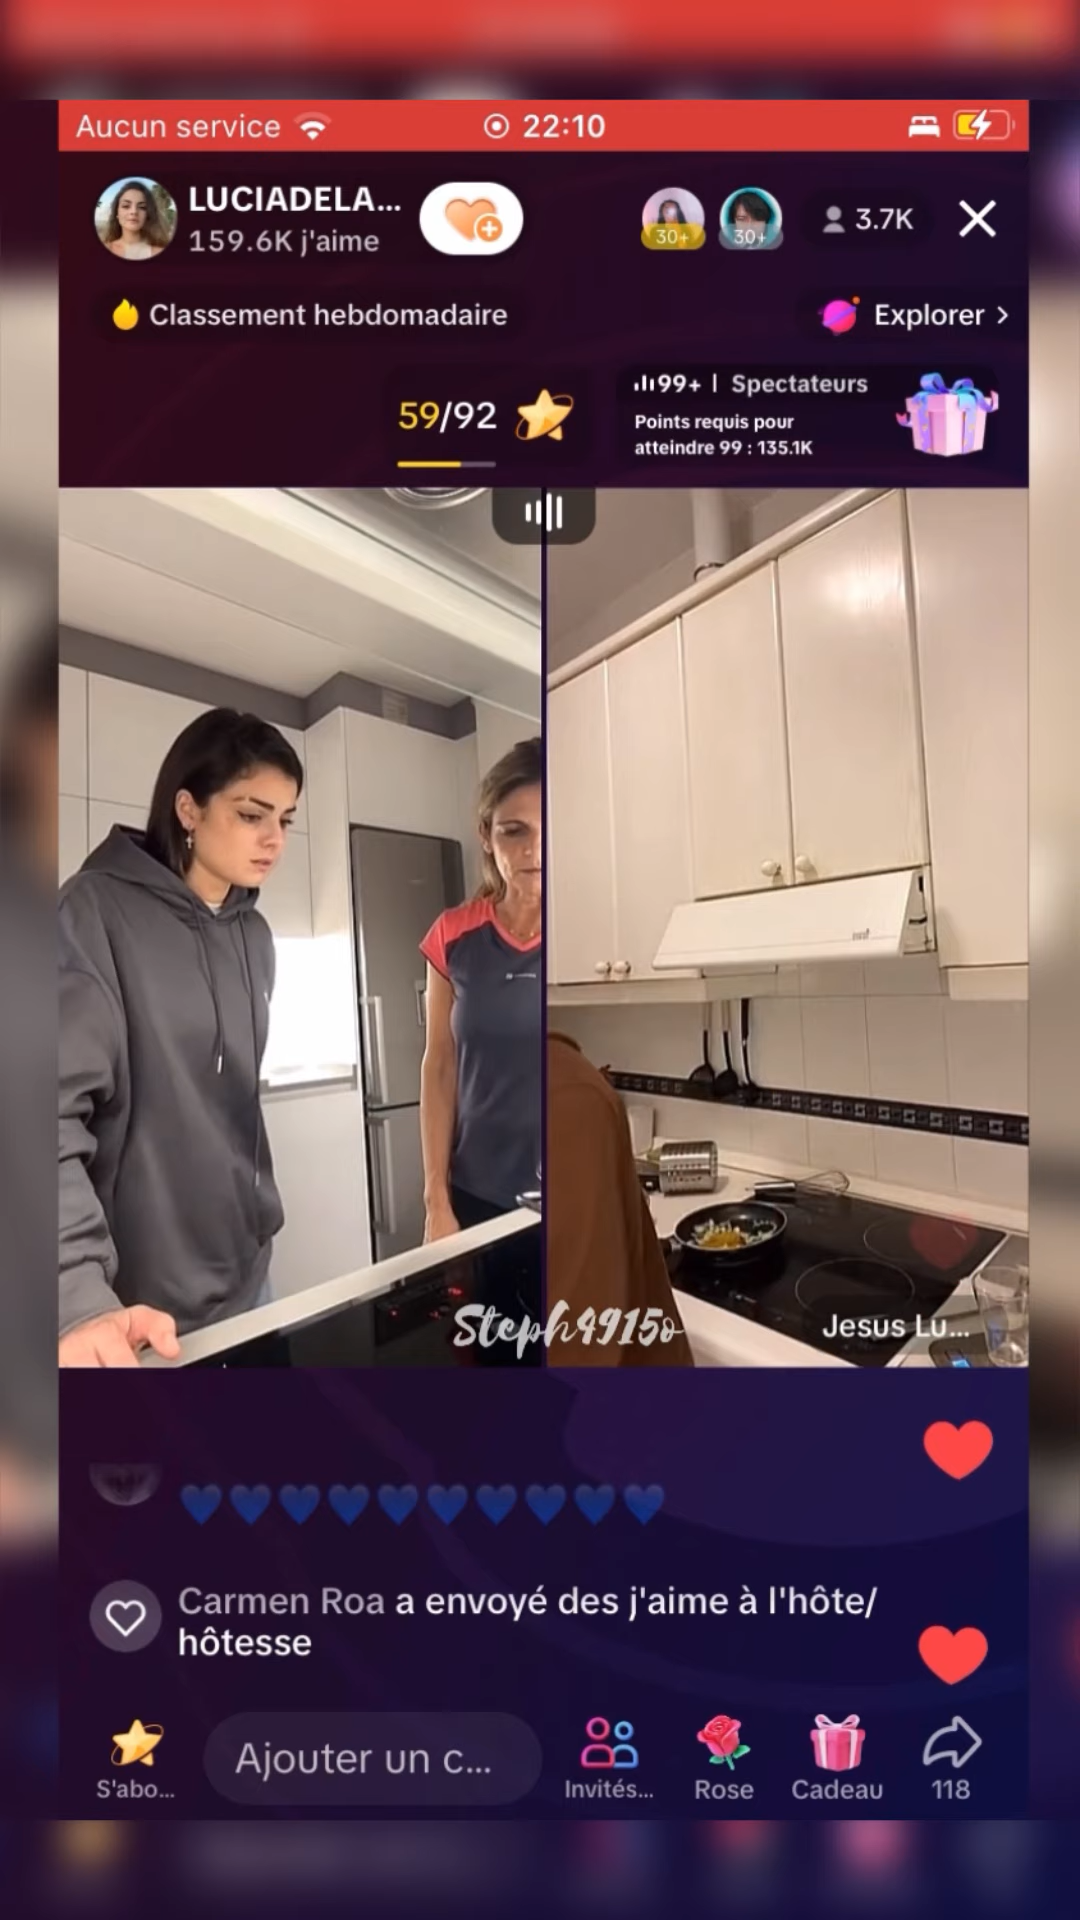 Aucun service
22:10
LUCIADELA...
159.6K j'aime
30+
30+
3.7K
Classement hebdomadaire
Explorer >
59/92
99+ | Spectateurs
Points requis pour
atteindre 99 : 135.1K
Steph49150
Jesus Lu...
Carmen Roa a envoyé des j'aime à l'hôte/
hôtesse
S'abo...
Ajouter un c...
Invités...
Rose
Cadeau
118